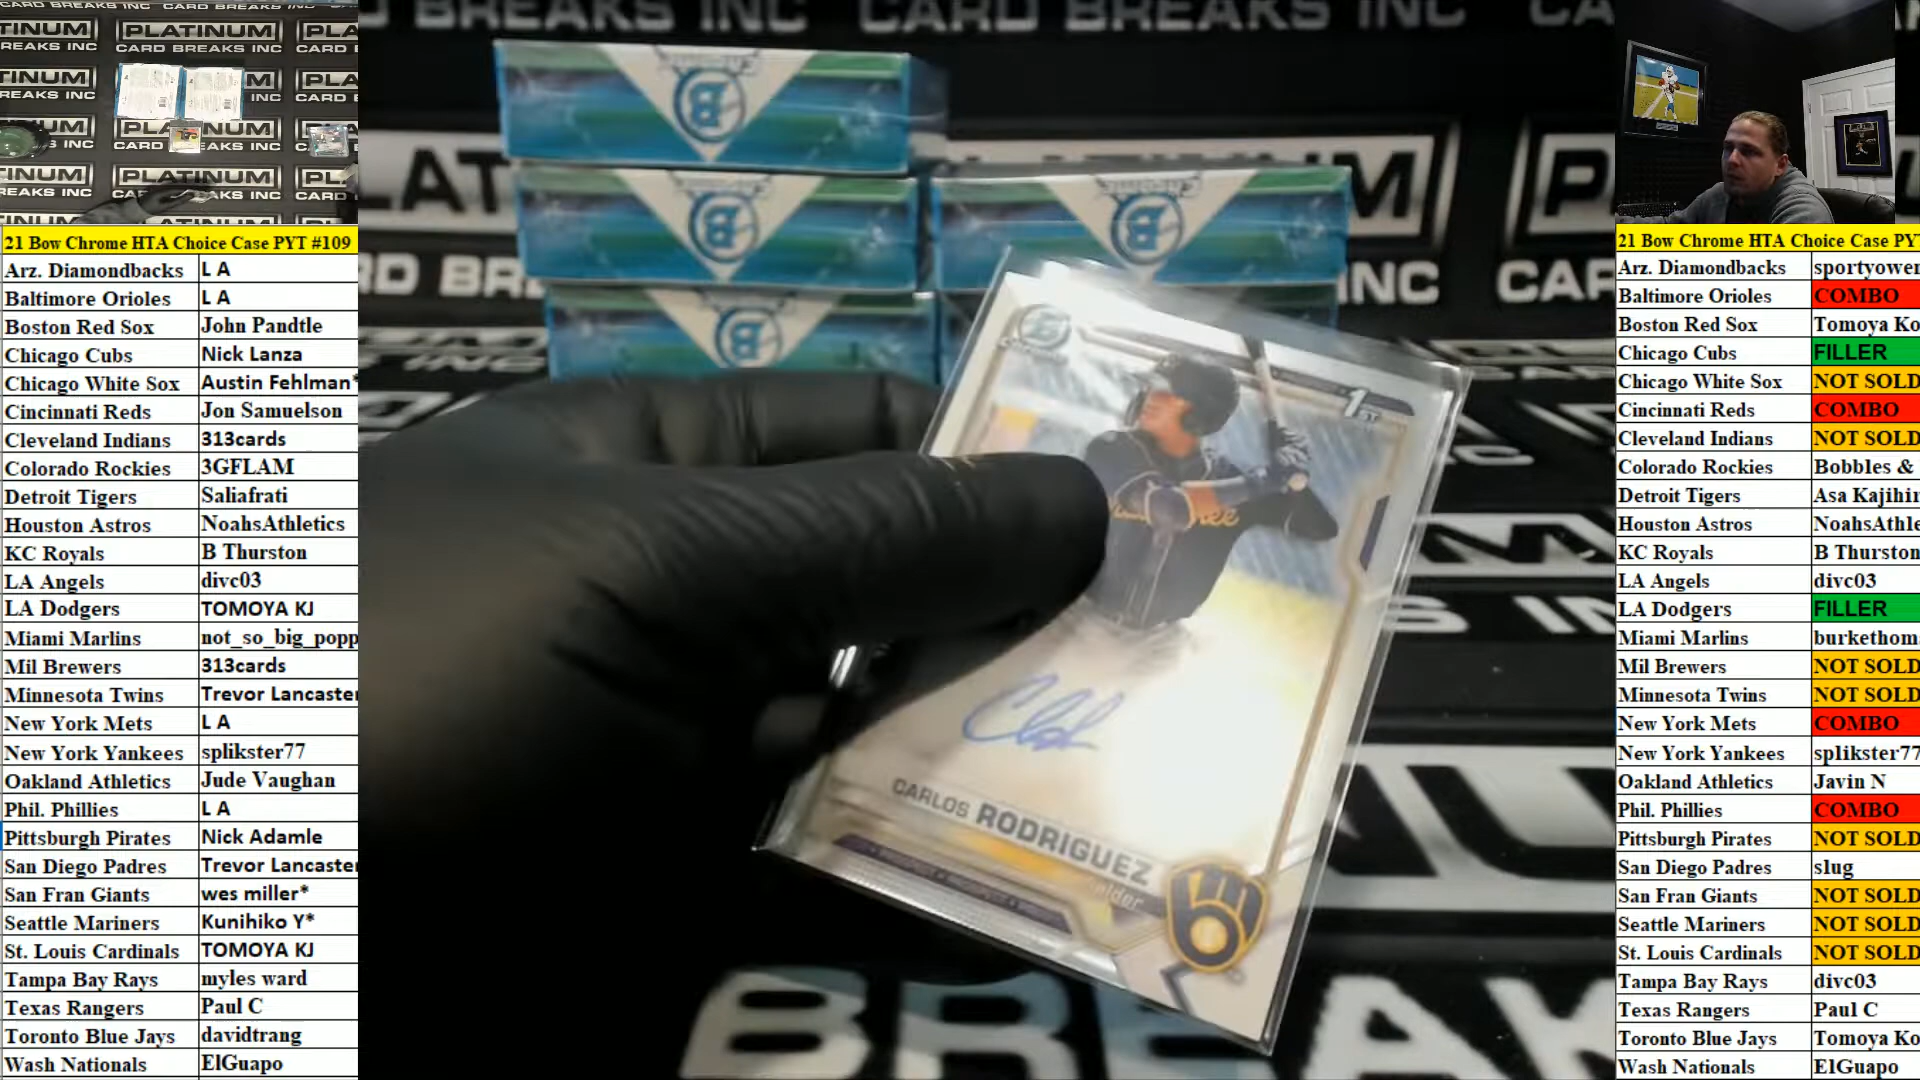 PLATINUM
CARD BREAKS INC
21 Bow Chrome HTA Choice Case PYT #109
Arz. Diamondbacks L A
Baltimore Orioles L A
Boston Red Sox John Pandtle
Chicago Cubs Nick Lanza
Chicago White Sox Austin Fehlman*
Cincinnati Reds Jon Samuelson
Cleveland Indians 313cards
Colorado Rockies 3GFLAM
Detroit Tigers Saliafrati
Houston Astros NoahsAthletics
KC Royals B Thurston
LA Angels divc03
LA Dodgers TOMOYA KJ
Miami Marlins not_so_big_popp
Mil Brewers 313cards
Minnesota Twins Trevor Lancaster
New York Mets L A
New York Yankees splikster77
Oakland Athletics Jude Vaughan
Phil. Phillies L A
Pittsburgh Pirates Nick Adamle
San Diego Padres Trevor Lancaster
San Fran Giants wes miller*
Seattle Mariners Kunihiko Y*
St. Louis Cardinals TOMOYA KJ
Tampa Bay Rays myles ward
Texas Rangers Paul C
Toronto Blue Jays davidtrang
Wash Nationals ElGuapo
CARD BREAKS INC
1ST
CARLOS RODRIGUEZ
21 Bow Chrome HTA Choice Case PY
Arz. Diamondbacks sportyower
Baltimore Orioles COMBO
Boston Red Sox Tomoya Ko
Chicago Cubs FILLER
Chicago White Sox NOT SOLD
Cincinnati Reds COMBO
Cleveland Indians NOT SOLD
Colorado Rockies Bobbles &
Detroit Tigers Asa Kajihir
Houston Astros NoahsAthle
KC Royals B Thurston
LA Angels divc03
LA Dodgers FILLER
Miami Marlins burkethom
Mil Brewers NOT SOLD
Minnesota Twins NOT SOLD
New York Mets COMBO
New York Yankees splikster77
Oakland Athletics Javin N
Phil. Phillies COMBO
Pittsburgh Pirates NOT SOLD
San Diego Padres slug
San Fran Giants NOT SOLD
Seattle Mariners NOT SOLD
St. Louis Cardinals NOT SOLD
Tampa Bay Rays divc03
Texas Rangers Paul C
Toronto Blue Jays Tomoya Ko
Wash Nationals ElGuapo